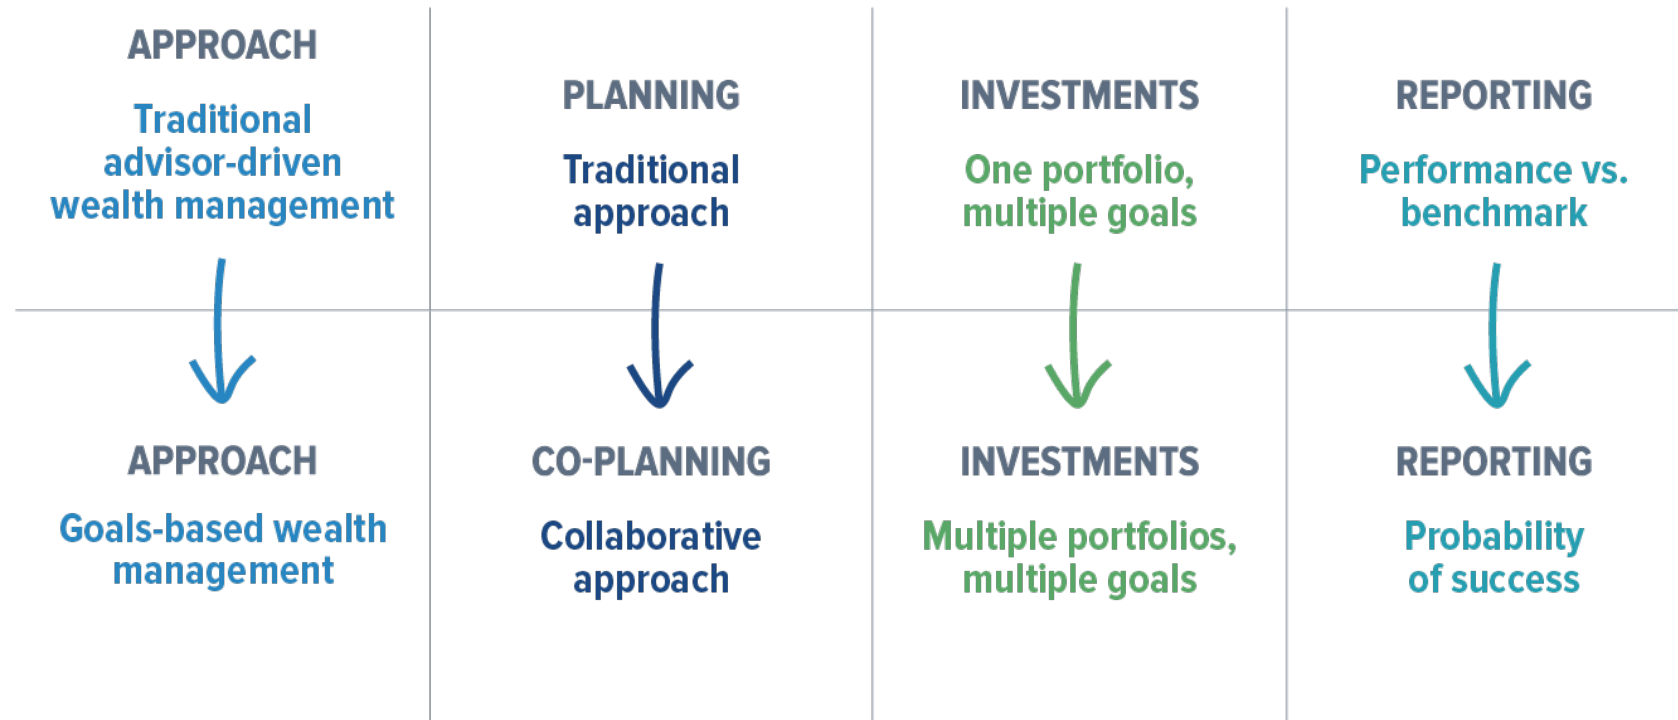 APPROACH
Traditional
advisor-driven
wealth management
PLANNING
Traditional
approach
INVESTMENTS
One portfolio,
multiple goals
REPORTING
Performance vs.
benchmark
APPROACH
Goals-based wealth
management
CO-PLANNING
Collaborative
approach
INVESTMENTS
Multiple portfolios,
multiple goals
REPORTING
Probability
of success